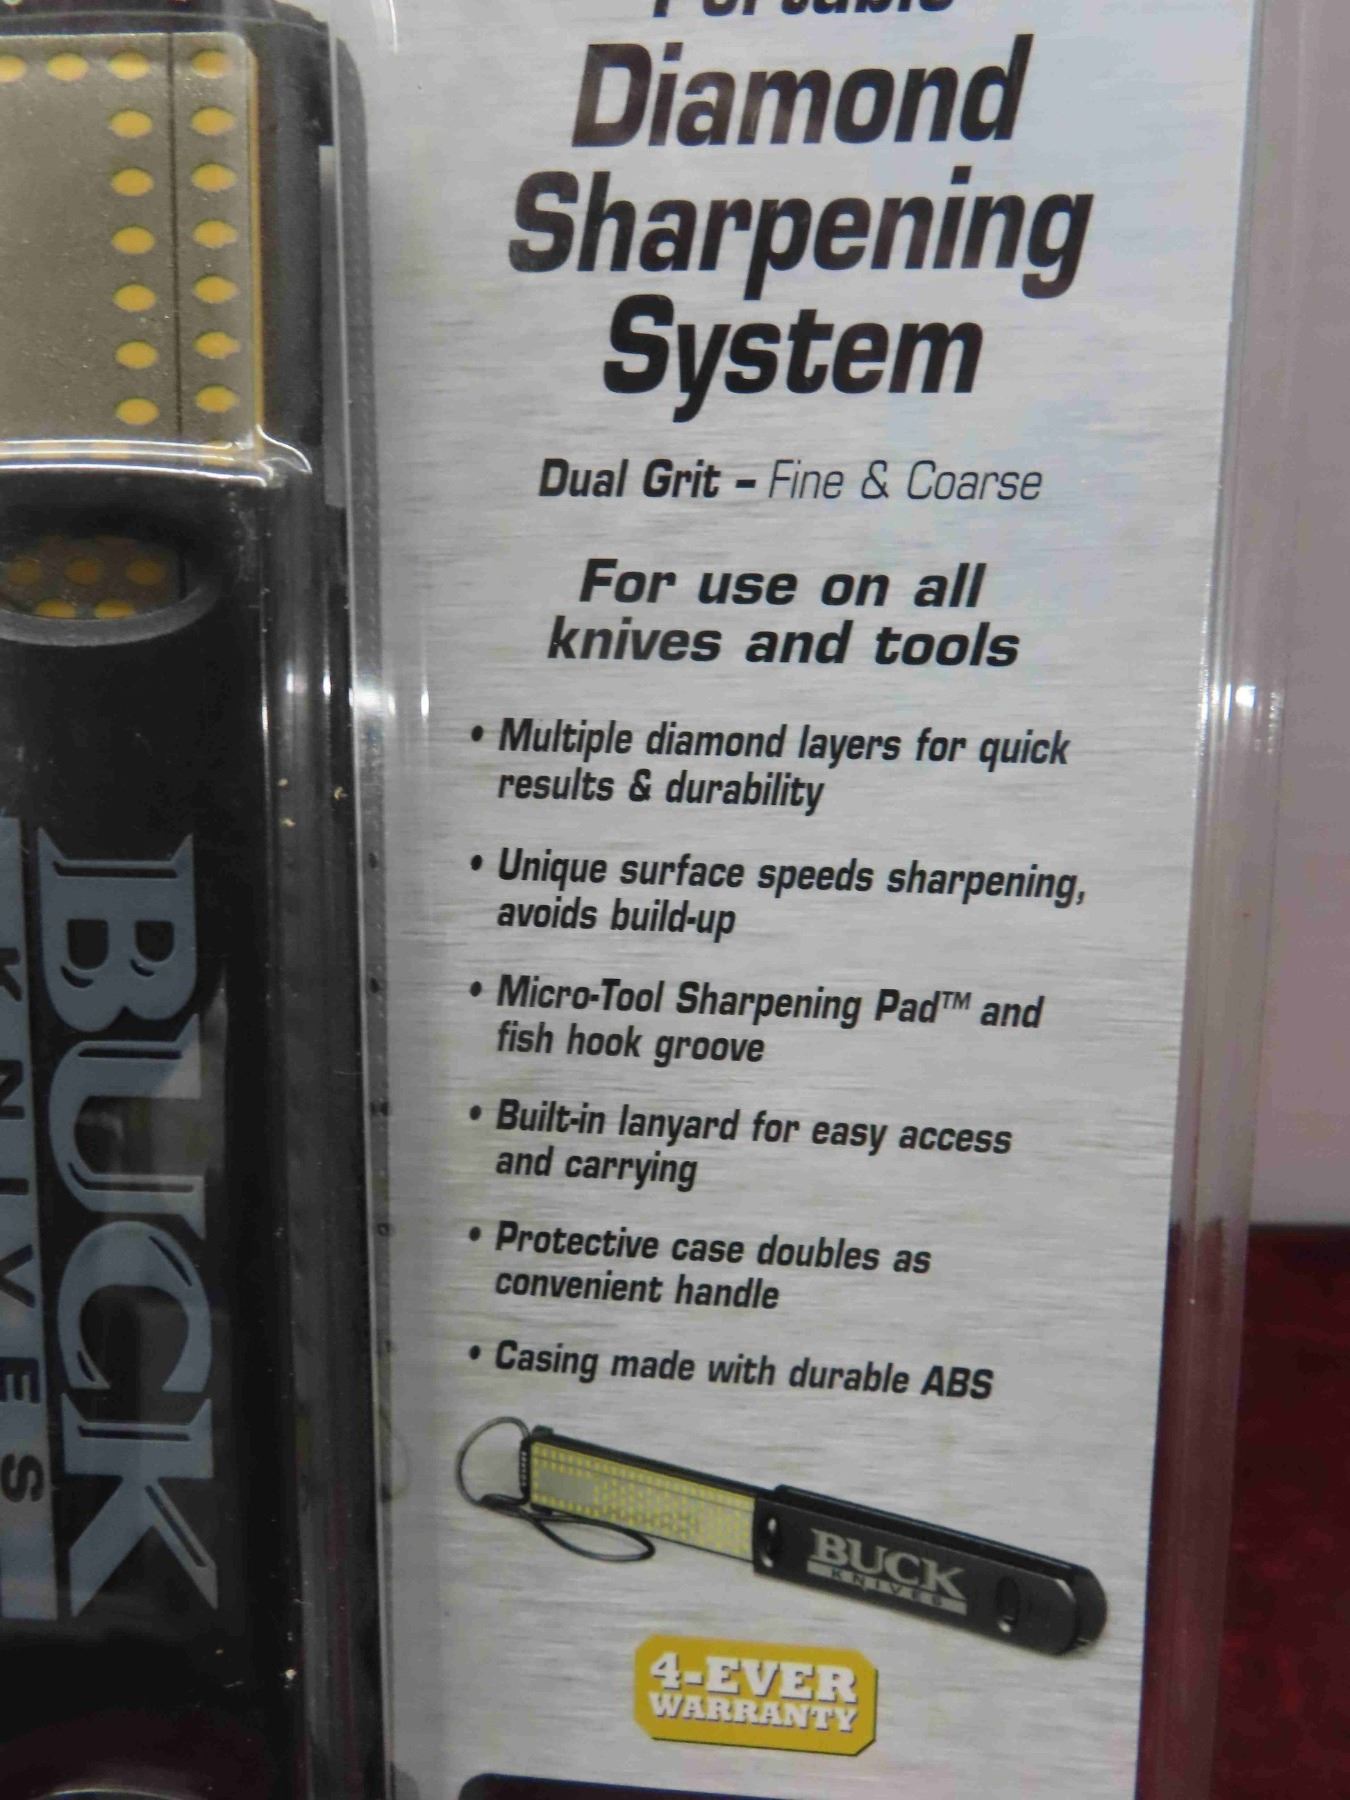 Portable
Diamond
Sharpening
System
Dual Grit – Fine & Coarse
For use on all
knives and tools
• Multiple diamond layers for quick
results & durability
• Unique surface speeds sharpening,
avoids build-up
• Micro-Tool Sharpening Pad™ and
fish hook groove
• Built-in lanyard for easy access
and carrying
• Protective case doubles as
convenient handle
• Casing made with durable ABS
BUCK
KNIVES
4-EVER
WARRANTY
BUCK
KNIVES